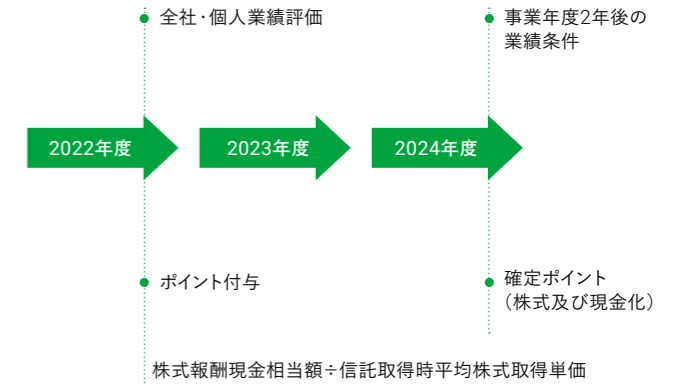 全社・個人業績評価
事業年度2年後の
業績条件
2022年度
2023年度
2024年度
ポイント付与
確定ポイント
（株式及び現金化）
株式報酬現金相当額÷信託取得時平均株式取得単価